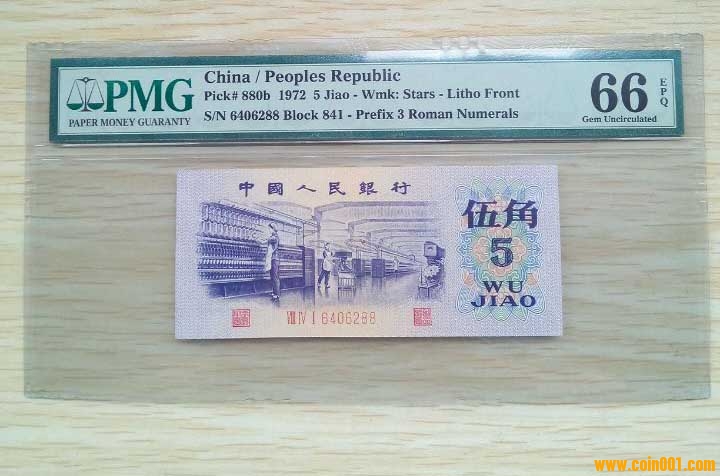 PMG
PAPER MONEY GUARANTY
China / Peoples Republic
Pick# 880b 1972 5 Jiao - Wmk: Stars - Litho Front
S/N 6406288 Block 841 - Prefix 3 Roman Numerals
66 EPQ
Gem Uncirculated
中國人民銀行
伍角
5
WU
JIAO
VIII IV I 6406288
www.coin001.com